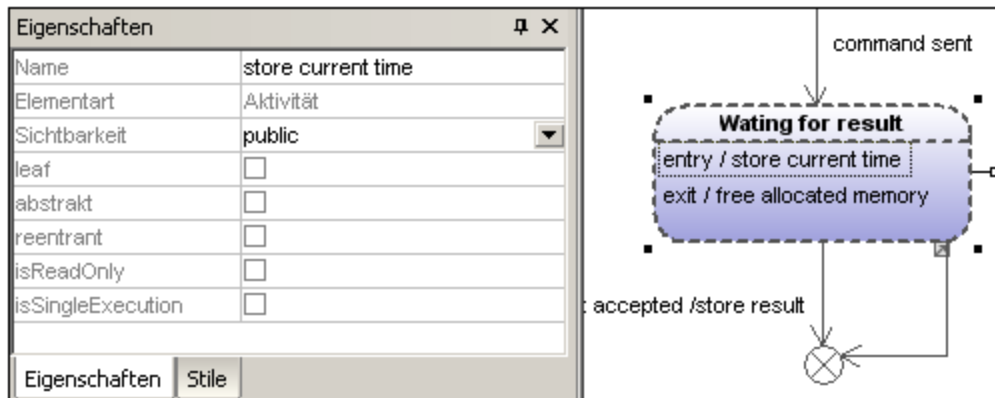 Eigenschaften
Name store current time
Elementart Aktivität
Sichtbarkeit public
leaf
abstrakt
reentrant
isReadOnly
isSingleExecution
Eigenschaften Stile
command sent
Wating for result
entry / store current time
exit / free allocated memory
accepted /store result